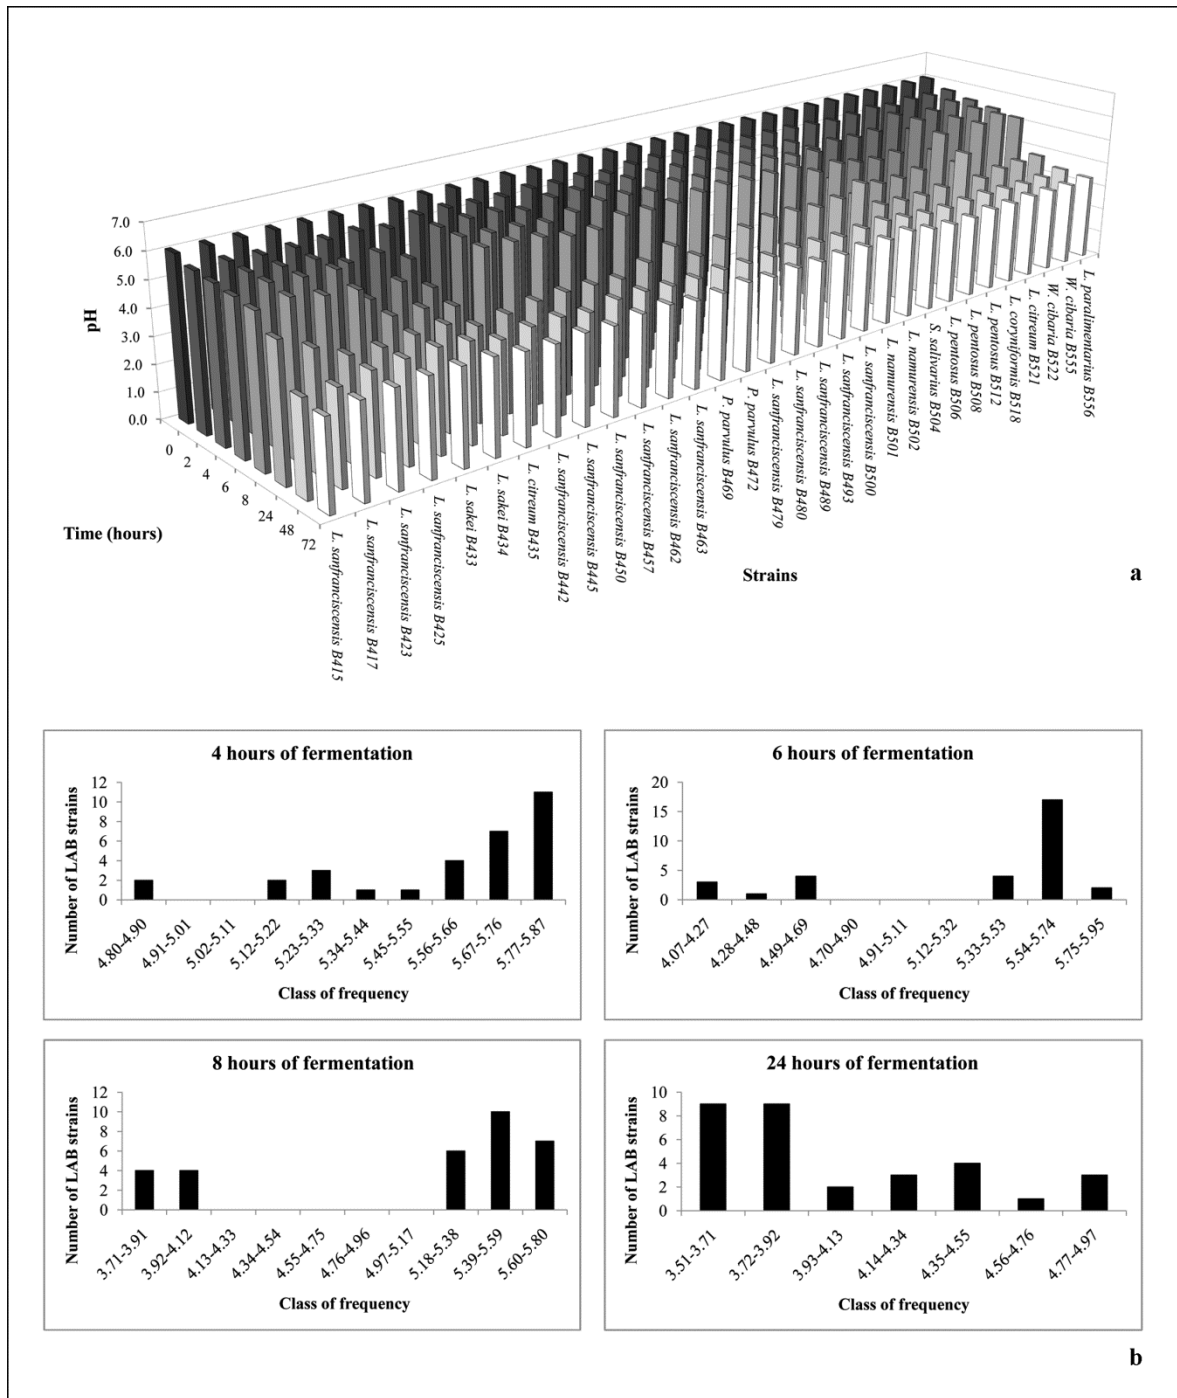 7.0
6.0
5.0
4.0
3.0
2.0
1.0
0.0
pH
0
2
4
6
8
24
48
72
Time (hours)
L. sanfranciscensis B415
L. sanfranciscensis B417
L. sanfranciscensis B423
L. sanfranciscensis B425
L. sakei B433
L. sakei B434
L. citreum B435
L. sanfranciscensis B442
L. sanfranciscensis B445
L. sanfranciscensis B450
L. sanfranciscensis B457
L. sanfranciscensis B462
L. sanfranciscensis B463
P. parvulus B469
P. parvulus B472
L. sanfranciscensis B479
L. sanfranciscensis B480
L. sanfranciscensis B489
L. sanfranciscensis B493
L. sanfranciscensis B500
L. namurensis B501
L. namurensis B502
S. salivarius B504
L. pentosus B506
L. pentosus B508
L. pentosus B512
L. coryniformis B518
L. citreum B521
W. cibaria B522
W. cibaria B555
L. paralimentarius B556
Strains
a
4 hours of fermentation
Number of LAB strains
12
10
8
6
4
2
0
4.80-4.90
4.91-5.01
5.02-5.11
5.12-5.22
5.23-5.33
5.34-5.44
5.45-5.55
5.56-5.66
5.67-5.76
5.77-5.87
Class of frequency
6 hours of fermentation
Number of LAB strains
20
15
10
5
0
4.07-4.27
4.28-4.48
4.49-4.69
4.70-4.90
4.91-5.11
5.12-5.32
5.33-5.53
5.54-5.74
5.75-5.95
Class of frequency
8 hours of fermentation
Number of LAB strains
12
10
8
6
4
2
0
3.71-3.91
3.92-4.12
4.13-4.33
4.34-4.54
4.55-4.75
4.76-4.96
4.97-5.17
5.18-5.38
5.39-5.59
5.60-5.80
Class of frequency
24 hours of fermentation
Number of LAB strains
10
8
6
4
2
0
3.51-3.71
3.72-3.92
3.93-4.13
4.14-4.34
4.35-4.55
4.56-4.76
4.77-4.97
Class of frequency
b